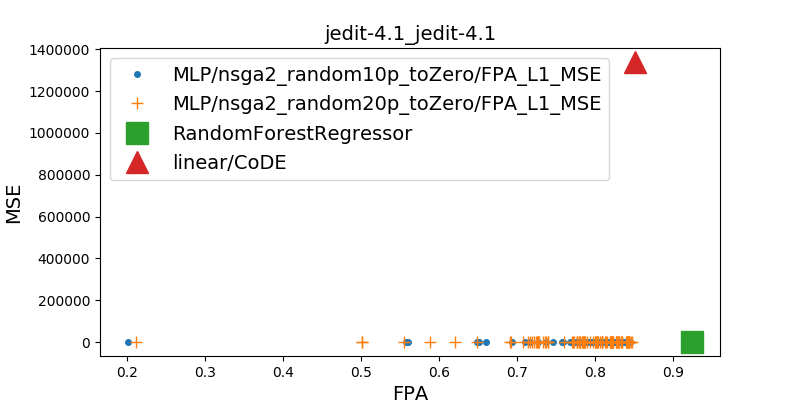 jedit-4.1_jedit-4.1
1400000
1200000
1000000
800000
600000
400000
200000
0
MSE
MLP/nsga2_random10p_toZero/FPA_L1_MSE
MLP/nsga2_random20p_toZero/FPA_L1_MSE
RandomForestRegressor
linear/CoDE
0.2 0.3 0.4 0.5 0.6 0.7 0.8 0.9
FPA